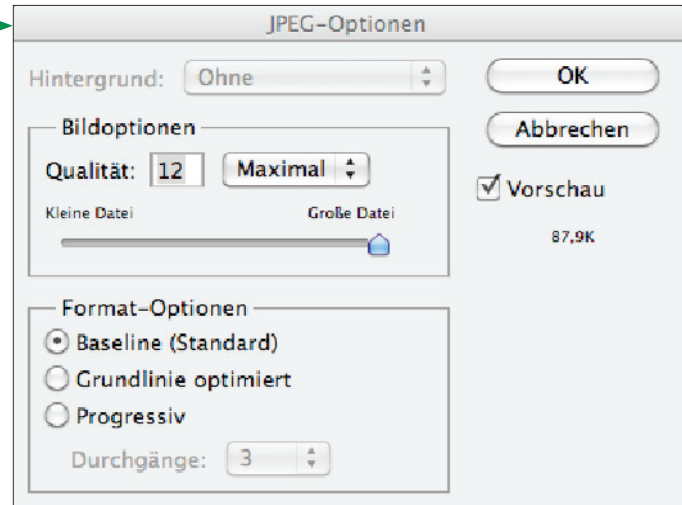 JPEG-Optionen
Hintergrund: Ohne
OK
Bildoptionen
Abbrechen
Qualität: 12 Maximal
Vorschau
Kleine Datei Große Datei
87,9K
Format-Optionen
Baseline (Standard)
Grundlinie optimiert
Progressiv
Durchgänge: 3